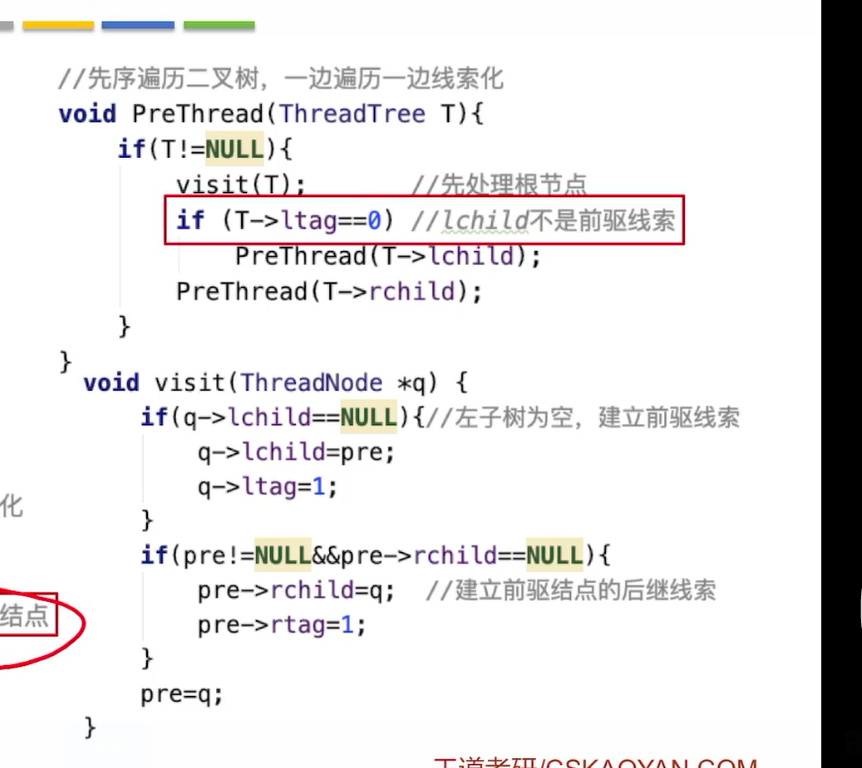 //先序遍历二叉树，一边遍历一边线索化
void PreThread(ThreadTree T){
if(T!=NULL){
visit(T); //先处理根节点
if (T->ltag==0) //lchild不是前驱线索
PreThread(T->lchild);
PreThread(T->rchild);
}
}
void visit(ThreadNode *q) {
if(q->lchild==NULL){//左子树为空，建立前驱线索
q->lchild=pre;
q->ltag=1;
}
化
if(pre!=NULL&&pre->rchild==NULL){
pre->rchild=q; //建立前驱结点的后继线索
结点
pre->rtag=1;
}
pre=q;
}
王道考研/CSKAOYAN.COM